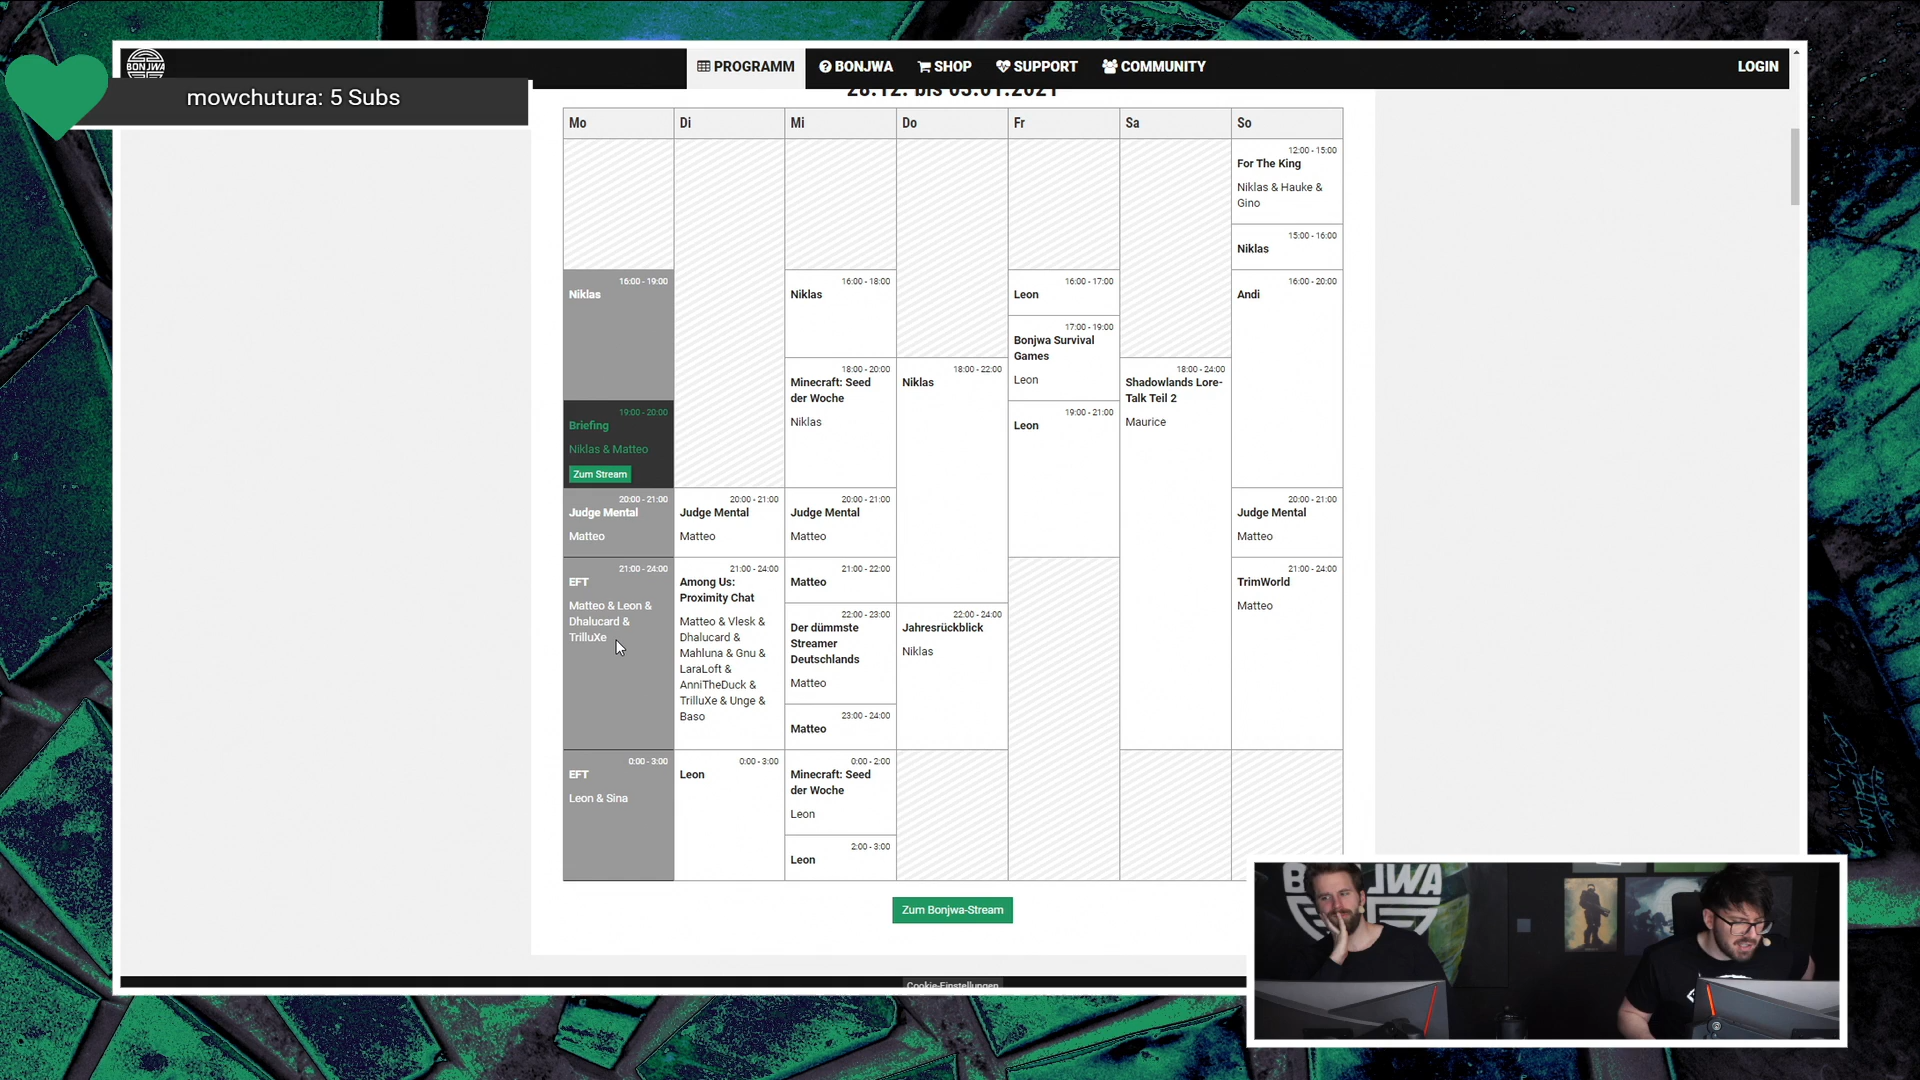 BONJWA
PROGRAMM
BONJWA
SHOP
SUPPORT
COMMUNITY
LOGIN
mowchutura: 5 Subs
28.12. bis 03.01.2021
Mo
Di
Mi
Do
Fr
Sa
So
12:00 - 15:00
For The King
Niklas & Hauke &
Gino
15:00 - 16:00
Niklas
16:00 - 19:00
Niklas
16:00 - 18:00
Niklas
16:00 - 17:00
Leon
16:00 - 20:00
Andi
17:00 - 19:00
Bonjwa Survival
Games
Leon
18:00 - 20:00
Minecraft: Seed
der Woche
Niklas
18:00 - 22:00
Niklas
18:00 - 24:00
Shadowlands Lore-
Talk Teil 2
Maurice
19:00 - 20:00
Briefing
Niklas & Matteo
Zum Stream
19:00 - 21:00
Leon
20:00 - 21:00
Judge Mental
Matteo
20:00 - 21:00
Judge Mental
Matteo
20:00 - 21:00
Judge Mental
Matteo
20:00 - 21:00
Judge Mental
Matteo
21:00 - 24:00
EFT
Matteo & Leon &
Dhalucard &
TrilluXe
21:00 - 24:00
Among Us:
Proximity Chat
Matteo & Vlesk &
Dhalucard &
Mahluna & Gnu &
LaraLoft &
AnniTheDuck &
TrilluXe & Unge &
Baso
21:00 - 22:00
Matteo
22:00 - 23:00
Der dümmste
Streamer
Deutschlands
Matteo
23:00 - 24:00
Matteo
22:00 - 24:00
Jahresrückblick
Niklas
21:00 - 24:00
TrimWorld
Matteo
0:00 - 3:00
EFT
Leon & Sina
0:00 - 3:00
Leon
0:00 - 2:00
Minecraft: Seed
der Woche
Leon
2:00 - 3:00
Leon
Zum Bonjwa-Stream
Cookie-Einstellungen